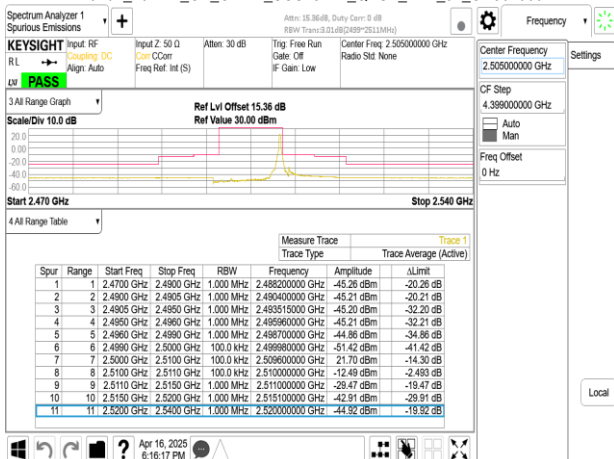 Spectrum Analyzer 1
Spurious Emissions
Attn: 15.36dB, Duty Corr: 0 dB
RBW Trans:3.01dB(2499~2511MHz)
Frequency
KEYSIGHT
RL
LXI
PASS
Input: RF
Coupling: DC
Align: Auto
Input Z: 50 Ω
Corr CCorr
Freq Ref: Int (S)
Atten: 30 dB
Trig: Free Run
Gate: Off
IF Gain: Low
Center Freq: 2.505000000 GHz
Radio Std: None
Center Frequency
2.505000000 GHz
Settings
CF Step
4.399000000 GHz
Auto
Man
Freq Offset
0 Hz
3 All Range Graph
Scale/Div 10.0 dB
Ref Lvl Offset 15.36 dB
Ref Value 30.00 dBm
20.0
0.00
-20.0
-40.0
-60.0
Start 2.470 GHz
Stop 2.540 GHz
4 All Range Table
Measure Trace Trace 1
Trace Type Trace Average (Active)
Spur Range Start Freq Stop Freq RBW Frequency Amplitude ΔLimit
1 1 2.4700 GHz 2.4900 GHz 1.000 MHz 2.488200000 GHz -45.26 dBm -20.26 dB
2 2 2.4900 GHz 2.4905 GHz 1.000 MHz 2.490400000 GHz -45.21 dBm -20.21 dB
3 3 2.4905 GHz 2.4950 GHz 1.000 MHz 2.493515000 GHz -45.20 dBm -32.20 dB
4 4 2.4950 GHz 2.4960 GHz 1.000 MHz 2.495960000 GHz -45.21 dBm -32.21 dB
5 5 2.4960 GHz 2.4990 GHz 1.000 MHz 2.498700000 GHz -44.86 dBm -34.86 dB
6 6 2.4990 GHz 2.5000 GHz 100.0 kHz 2.499980000 GHz -51.42 dBm -41.42 dB
7 7 2.5000 GHz 2.5100 GHz 100.0 kHz 2.509600000 GHz 21.70 dBm -14.30 dB
8 8 2.5100 GHz 2.5110 GHz 100.0 kHz 2.510000000 GHz -12.49 dBm -2.493 dB
9 9 2.5110 GHz 2.5150 GHz 1.000 MHz 2.511000000 GHz -29.47 dBm -19.47 dB
10 10 2.5150 GHz 2.5200 GHz 1.000 MHz 2.515100000 GHz -42.91 dBm -29.91 dB
11 11 2.5200 GHz 2.5400 GHz 1.000 MHz 2.520000000 GHz -44.92 dBm -19.92 dB
Local
Apr 16, 2025
6:16:17 PM